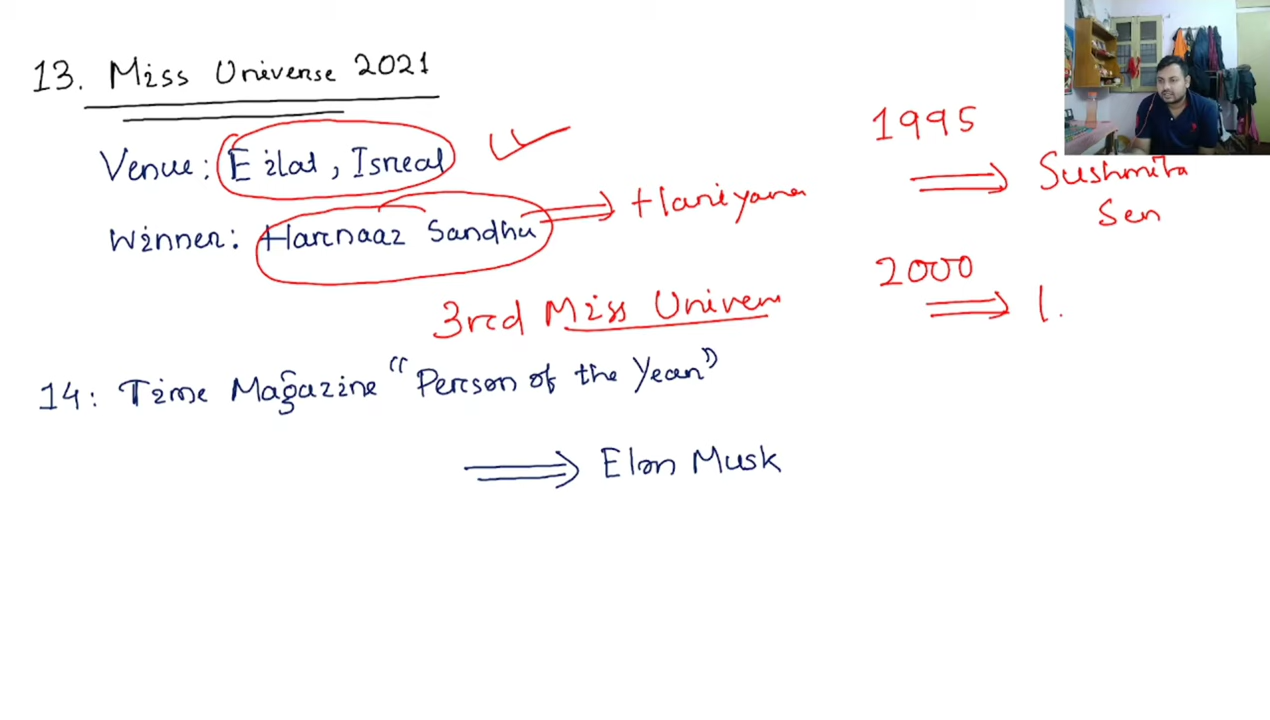 13. Miss Universe 2021
Venue: Eilat, Isreal
Winner: Harnaaz Sandhu ⇒ Hariyana
3rd Miss Univers
1995
⇒ Sushmita
Sen
2000
⇒ l.
14: Time Magazine "Person of the Year"
⇒ Elon Musk